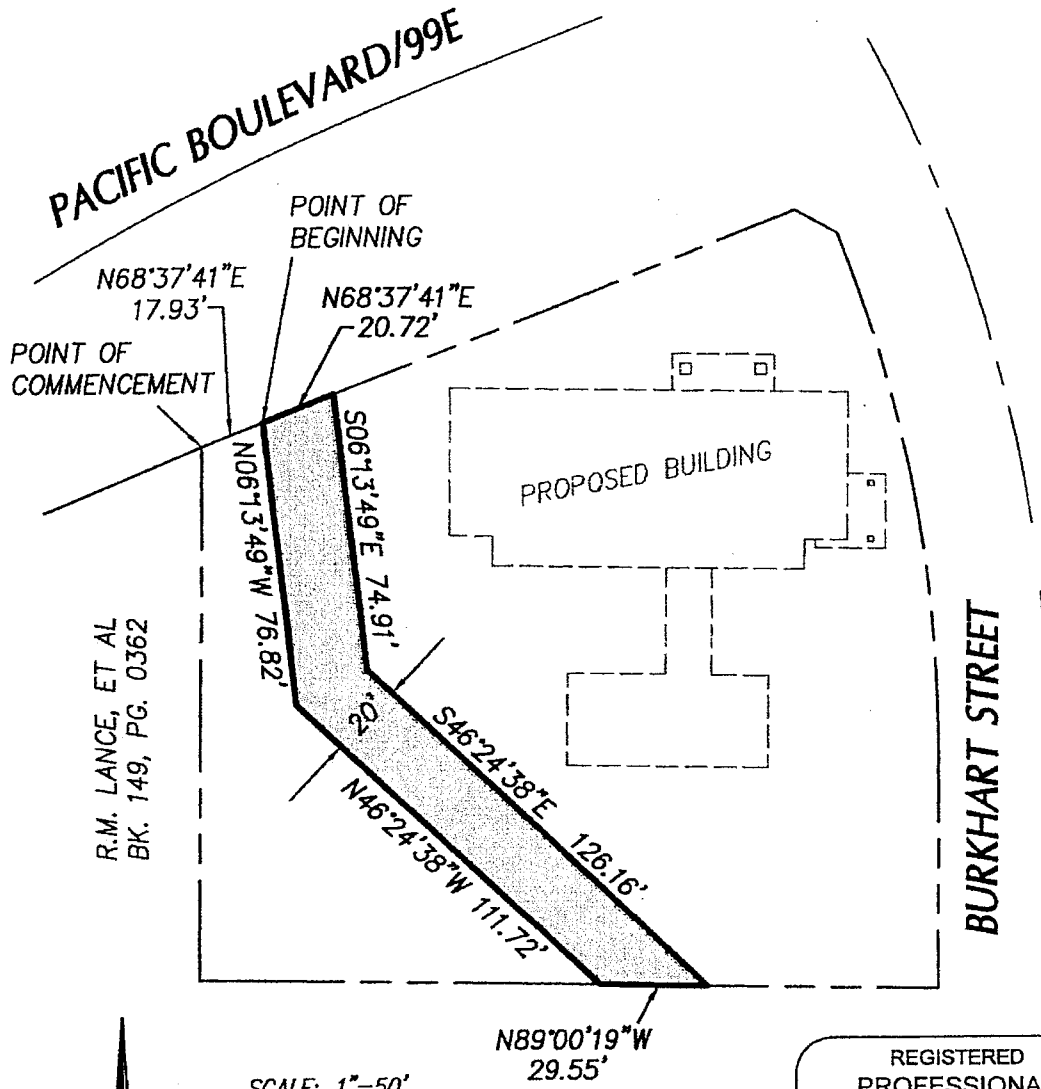 PACIFIC BOULEVARD/99E
POINT OF
BEGINNING
N68°37'41"E
17.93'
N68°37'41"E
20.72'
POINT OF
COMMENCEMENT
N06°13'49"W 76.82'
S06°13'49"E 74.91'
PROPOSED BUILDING
R.M. LANCE, ET AL
BK. 149, PG. 0362
20'
S46°24'38"E 126.16'
N46°24'38"W 111.72'
BURKHART STREET
N89°00'19"W
29.55'
SCALE: 1"=50'
REGISTERED
PROFESSIONA